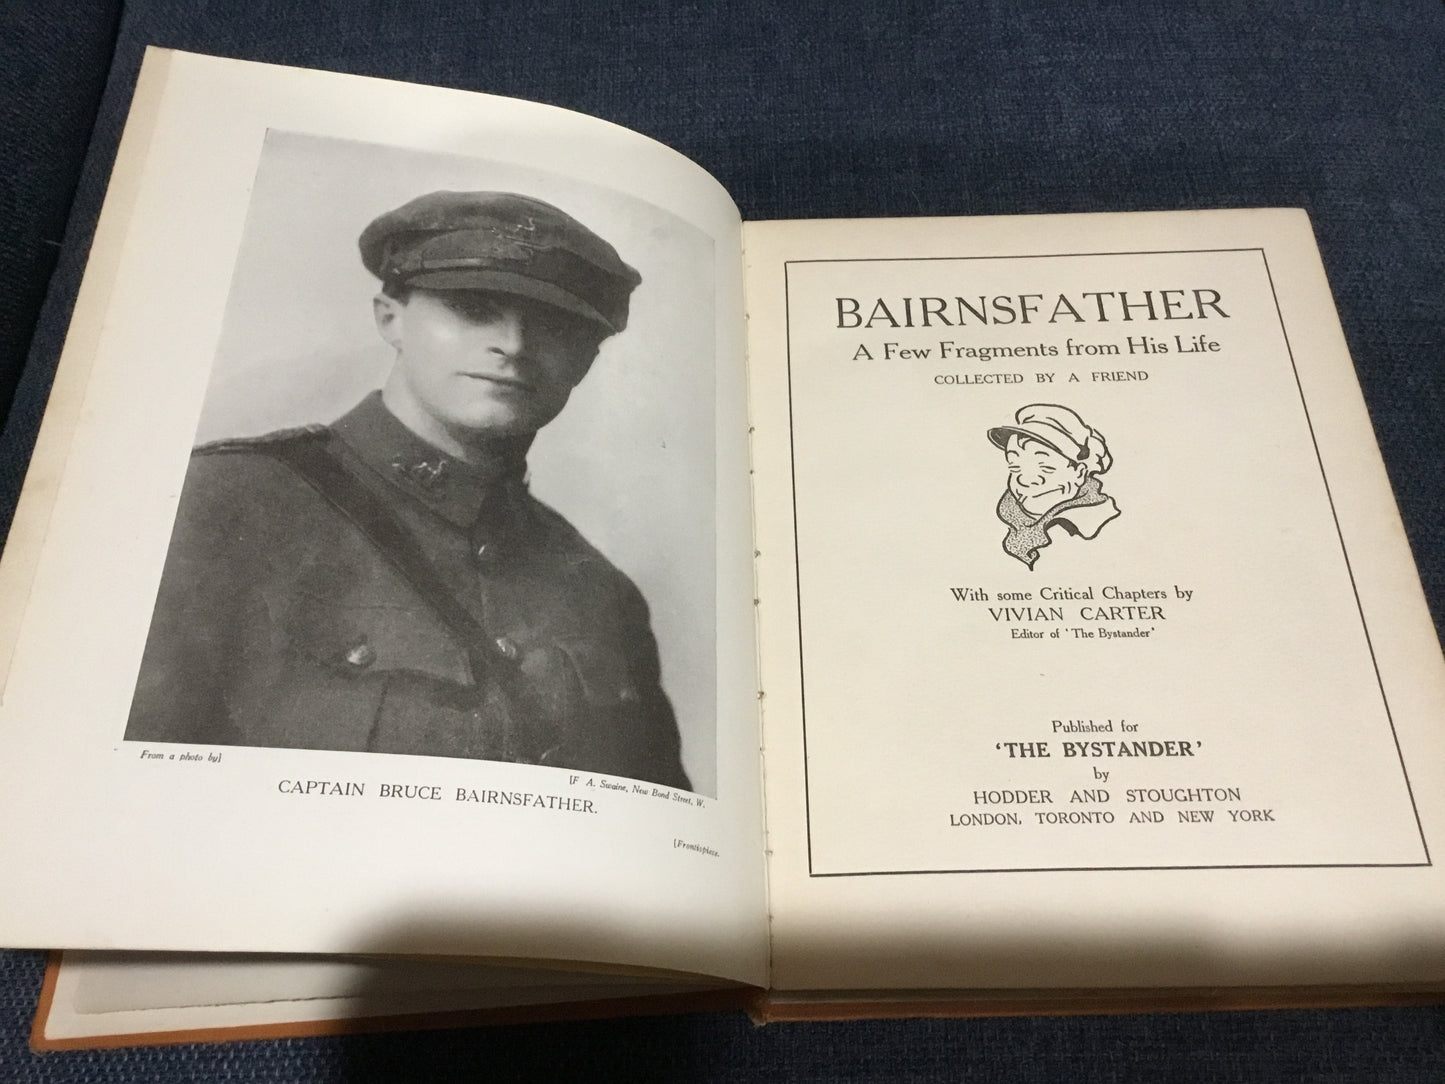 From a photo by]
[F A. Swaine, New Bond Street, W.
CAPTAIN BRUCE BAIRNSFATHER.
[Frontispiece.
BAIRNSFATHER
A Few Fragments from His Life
COLLECTED BY A FRIEND
With some Critical Chapters by
VIVIAN CARTER
Editor of 'The Bystander'
Published for
'THE BYSTANDER'
by
HODDER AND STOUGHTON
LONDON, TORONTO AND NEW YORK